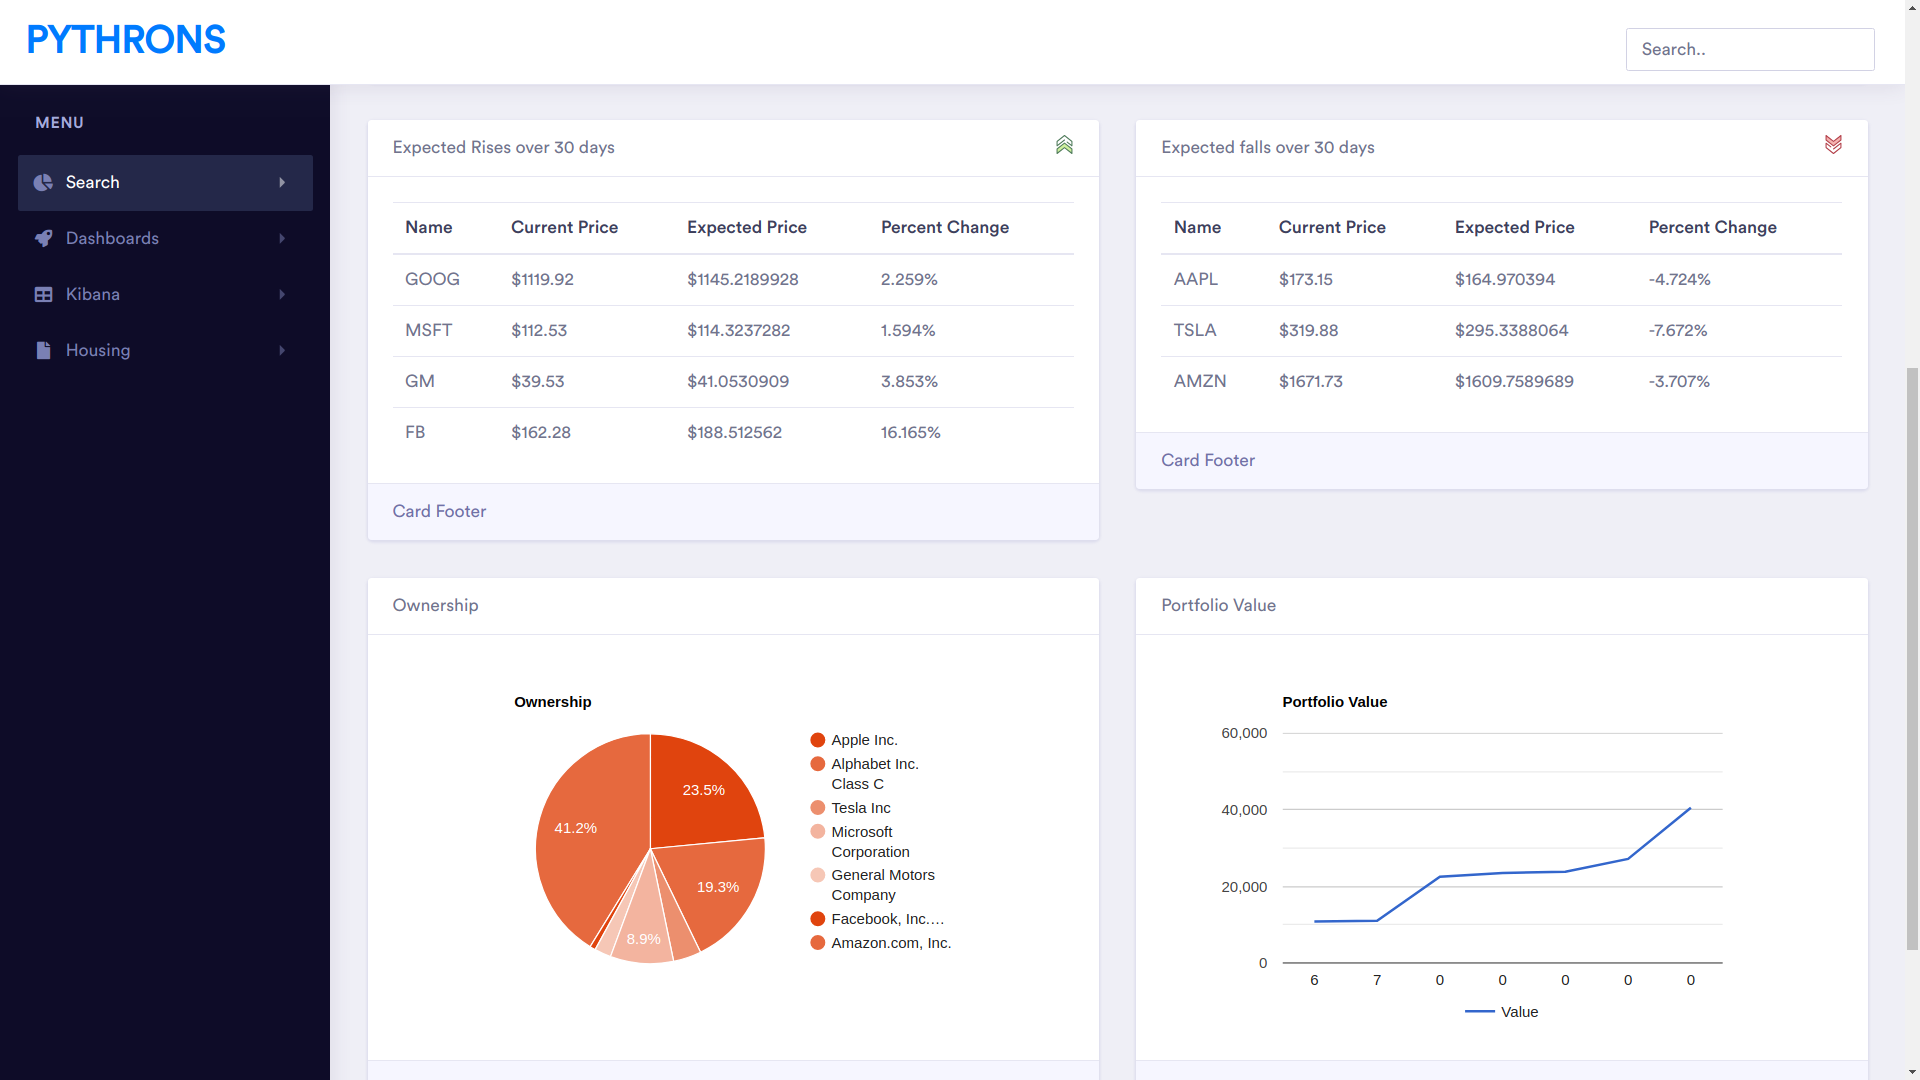 PYTHRONS
Search..
MENU
Search
Dashboards
Kibana
Housing
Expected Rises over 30 days
Name Current Price Expected Price Percent Change
GOOG $1119.92 $1145.2189928 2.259%
MSFT $112.53 $114.3237282 1.594%
GM $39.53 $41.0530909 3.853%
FB $162.28 $188.512562 16.165%
Card Footer
Expected falls over 30 days
Name Current Price Expected Price Percent Change
AAPL $173.15 $164.970394 -4.724%
TSLA $319.88 $295.3388064 -7.672%
AMZN $1671.73 $1609.7589689 -3.707%
Card Footer
Ownership
Ownership
23.5%
41.2%
19.3%
8.9%
Apple Inc.
Alphabet Inc.
Class C
Tesla Inc
Microsoft
Corporation
General Motors
Company
Facebook, Inc.…
Amazon.com, Inc.
Portfolio Value
Portfolio Value
60,000
40,000
20,000
0
6 7 0 0 0 0 0
Value